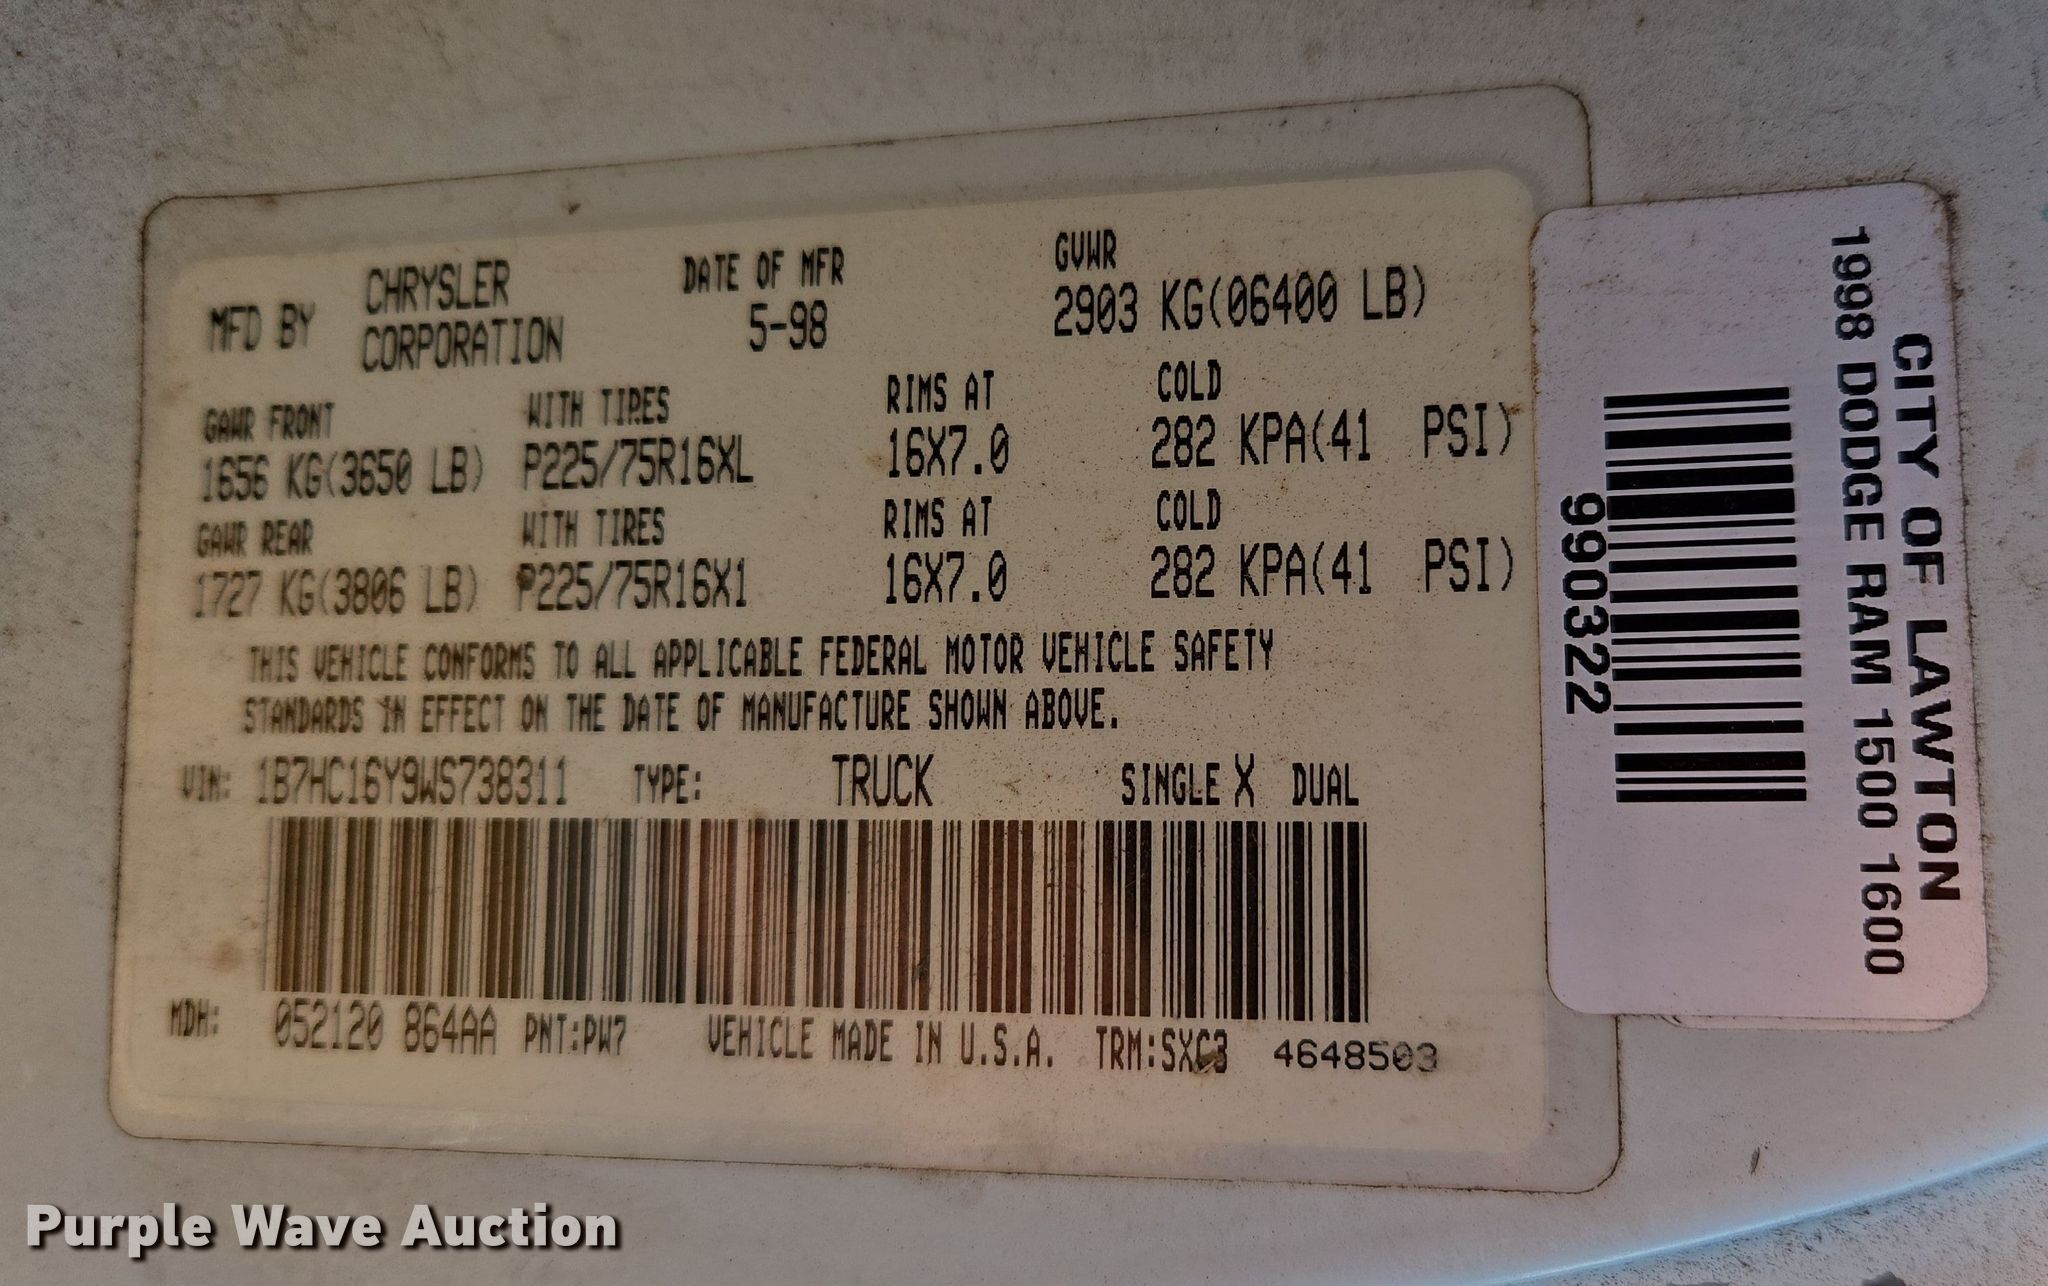 MFD BY CHRYSLER CORPORATION
DATE OF MFR
5-98
GVWR
2903 KG(06400 LB)
GAWR FRONT WITH TIRES RIMS AT COLD
1656 KG(3650 LB) P225/75R16XL 16X7.0 282 KPA(41 PSI)
GAWR REAR WITH TIRES RIMS AT COLD
1727 KG(3806 LB) P225/75R16X1 16X7.0 282 KPA(41 PSI)
THIS VEHICLE CONFORMS TO ALL APPLICABLE FEDERAL MOTOR VEHICLE SAFETY
STANDARDS IN EFFECT ON THE DATE OF MANUFACTURE SHOWN ABOVE.
VIN: 1B7HC16Y9WS738311 TYPE: TRUCK SINGLE X DUAL
MDH: 052120 864AA PNT:PW7 VEHICLE MADE IN U.S.A. TRM:SXC3 4648503
CITY OF LAWTON
1998 DODGE RAM 1500 1600
990322
Purple Wave Auction